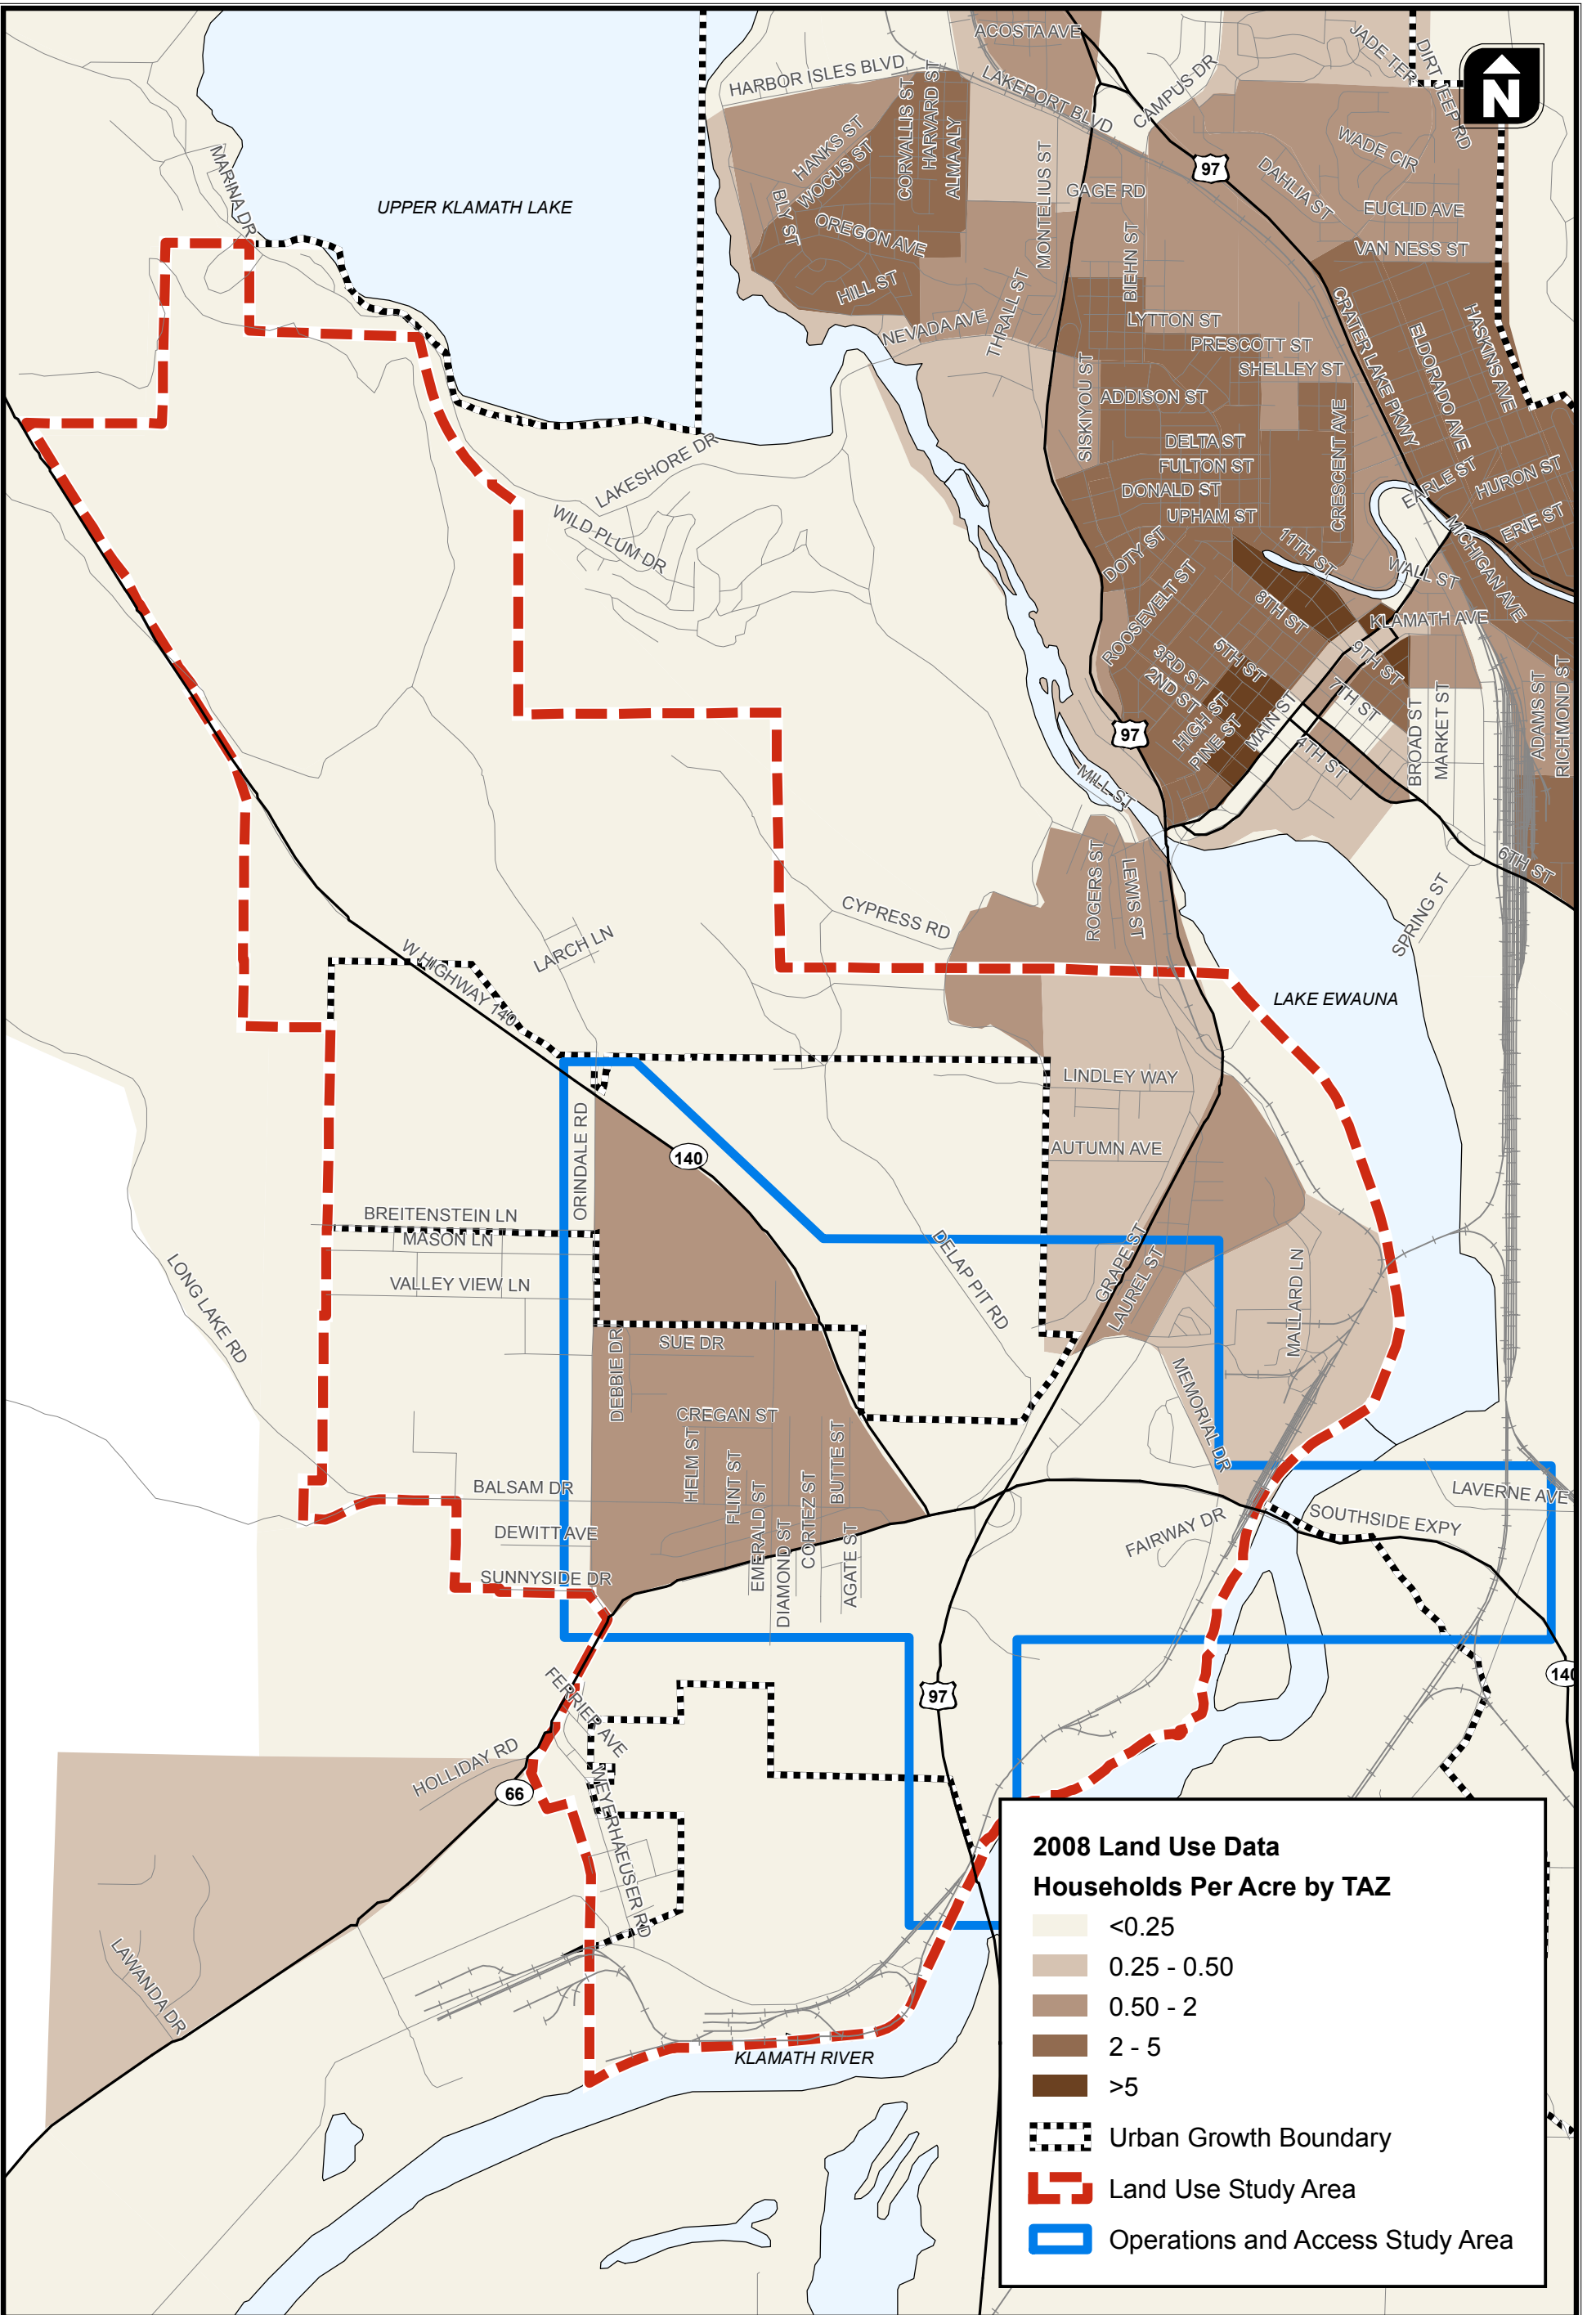 ACOSTA AVE
JADE TER
DIRT JEEP RD
N
HARBOR ISLES BLVD
LAKEPORT BLVD
CAMPUS DR
CORVALLIS ST
HARVARD ST
ALMA ALY
HANKS ST
WOCUS ST
WADE CIR
MARINA DR
BLY ST
MONTELIUS ST
GAGE RD
97
DAHLIA ST
UPPER KLAMATH LAKE
EUCLID AVE
OREGON AVE
BIEHN ST
VAN NESS ST
HILL ST
THRALL ST
NEVADA AVE
LYTTON ST
CRATER LAKE PKWY
ELDORADO AVE
HASKINS AVE
PRESCOTT ST
SHELLEY ST
SISKIYOU ST
ADDISON ST
LAKESHORE DR
DELTA ST
FULTON ST
CRESCENT AVE
EARLE ST
HURON ST
DONALD ST
UPHAM ST
ERIE ST
WILD PLUM DR
DOTY ST
11TH ST
WALL ST
MICHIGAN AVE
ROOSEVELT ST
8TH ST
KLAMATH AVE
3RD ST
5TH ST
9TH ST
2ND ST
7TH ST
HIGH ST
PINE ST
MAIN ST
4TH ST
BROAD ST
MARKET ST
ADAMS ST
RICHMOND ST
97
MILL ST
6TH ST
ROGERS ST
LEWIS ST
CYPRESS RD
SPRING ST
LARCH LN
W HIGHWAY 140
LAKE EWAUNA
LINDLEY WAY
ORINDALE RD
140
AUTUMN AVE
BREITENSTEIN LN
MASON LN
DELAP PIT RD
GRAPE ST
LAUREL ST
MALLARD LN
LONG LAKE RD
VALLEY VIEW LN
DEBBIE DR
SUE DR
MEMORIAL DR
CREGAN ST
HELM ST
FLINT ST
BUTTE ST
BALSAM DR
EMERALD ST
CORTEZ ST
LAVERNE AVE
DEWITT AVE
DIAMOND ST
AGATE ST
FAIRWAY DR
SOUTHSIDE EXPY
SUNNYSIDE DR
FERRIER AVE
97
140
HOLLIDAY RD
66
WEYERHAEUSER RD
LAWANDA DR
KLAMATH RIVER
2008 Land Use Data
Households Per Acre by TAZ
<0.25
0.25 - 0.50
0.50 - 2
2 - 5
>5
Urban Growth Boundary
Land Use Study Area
Operations and Access Study Area